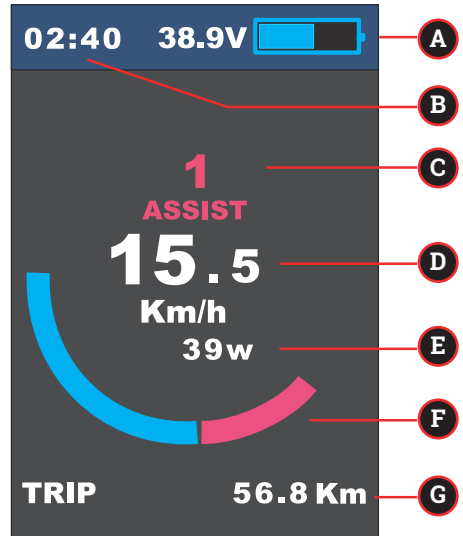 02:40 38.9V A
B
1 C
ASSIST
15.5 D
Km/h
39w E
F
TRIP 56.8 Km G